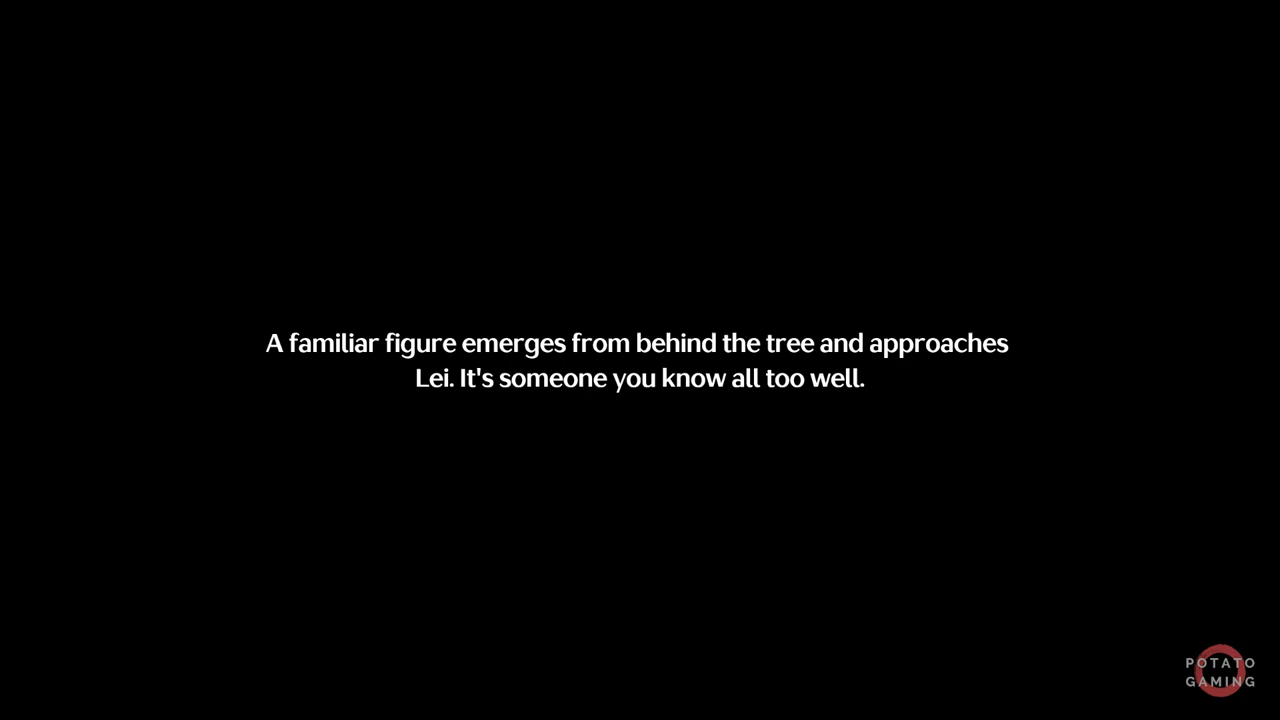 A familiar figure emerges from behind the tree and approaches
Lei. It's someone you know all too well.
POTATO
GAMING